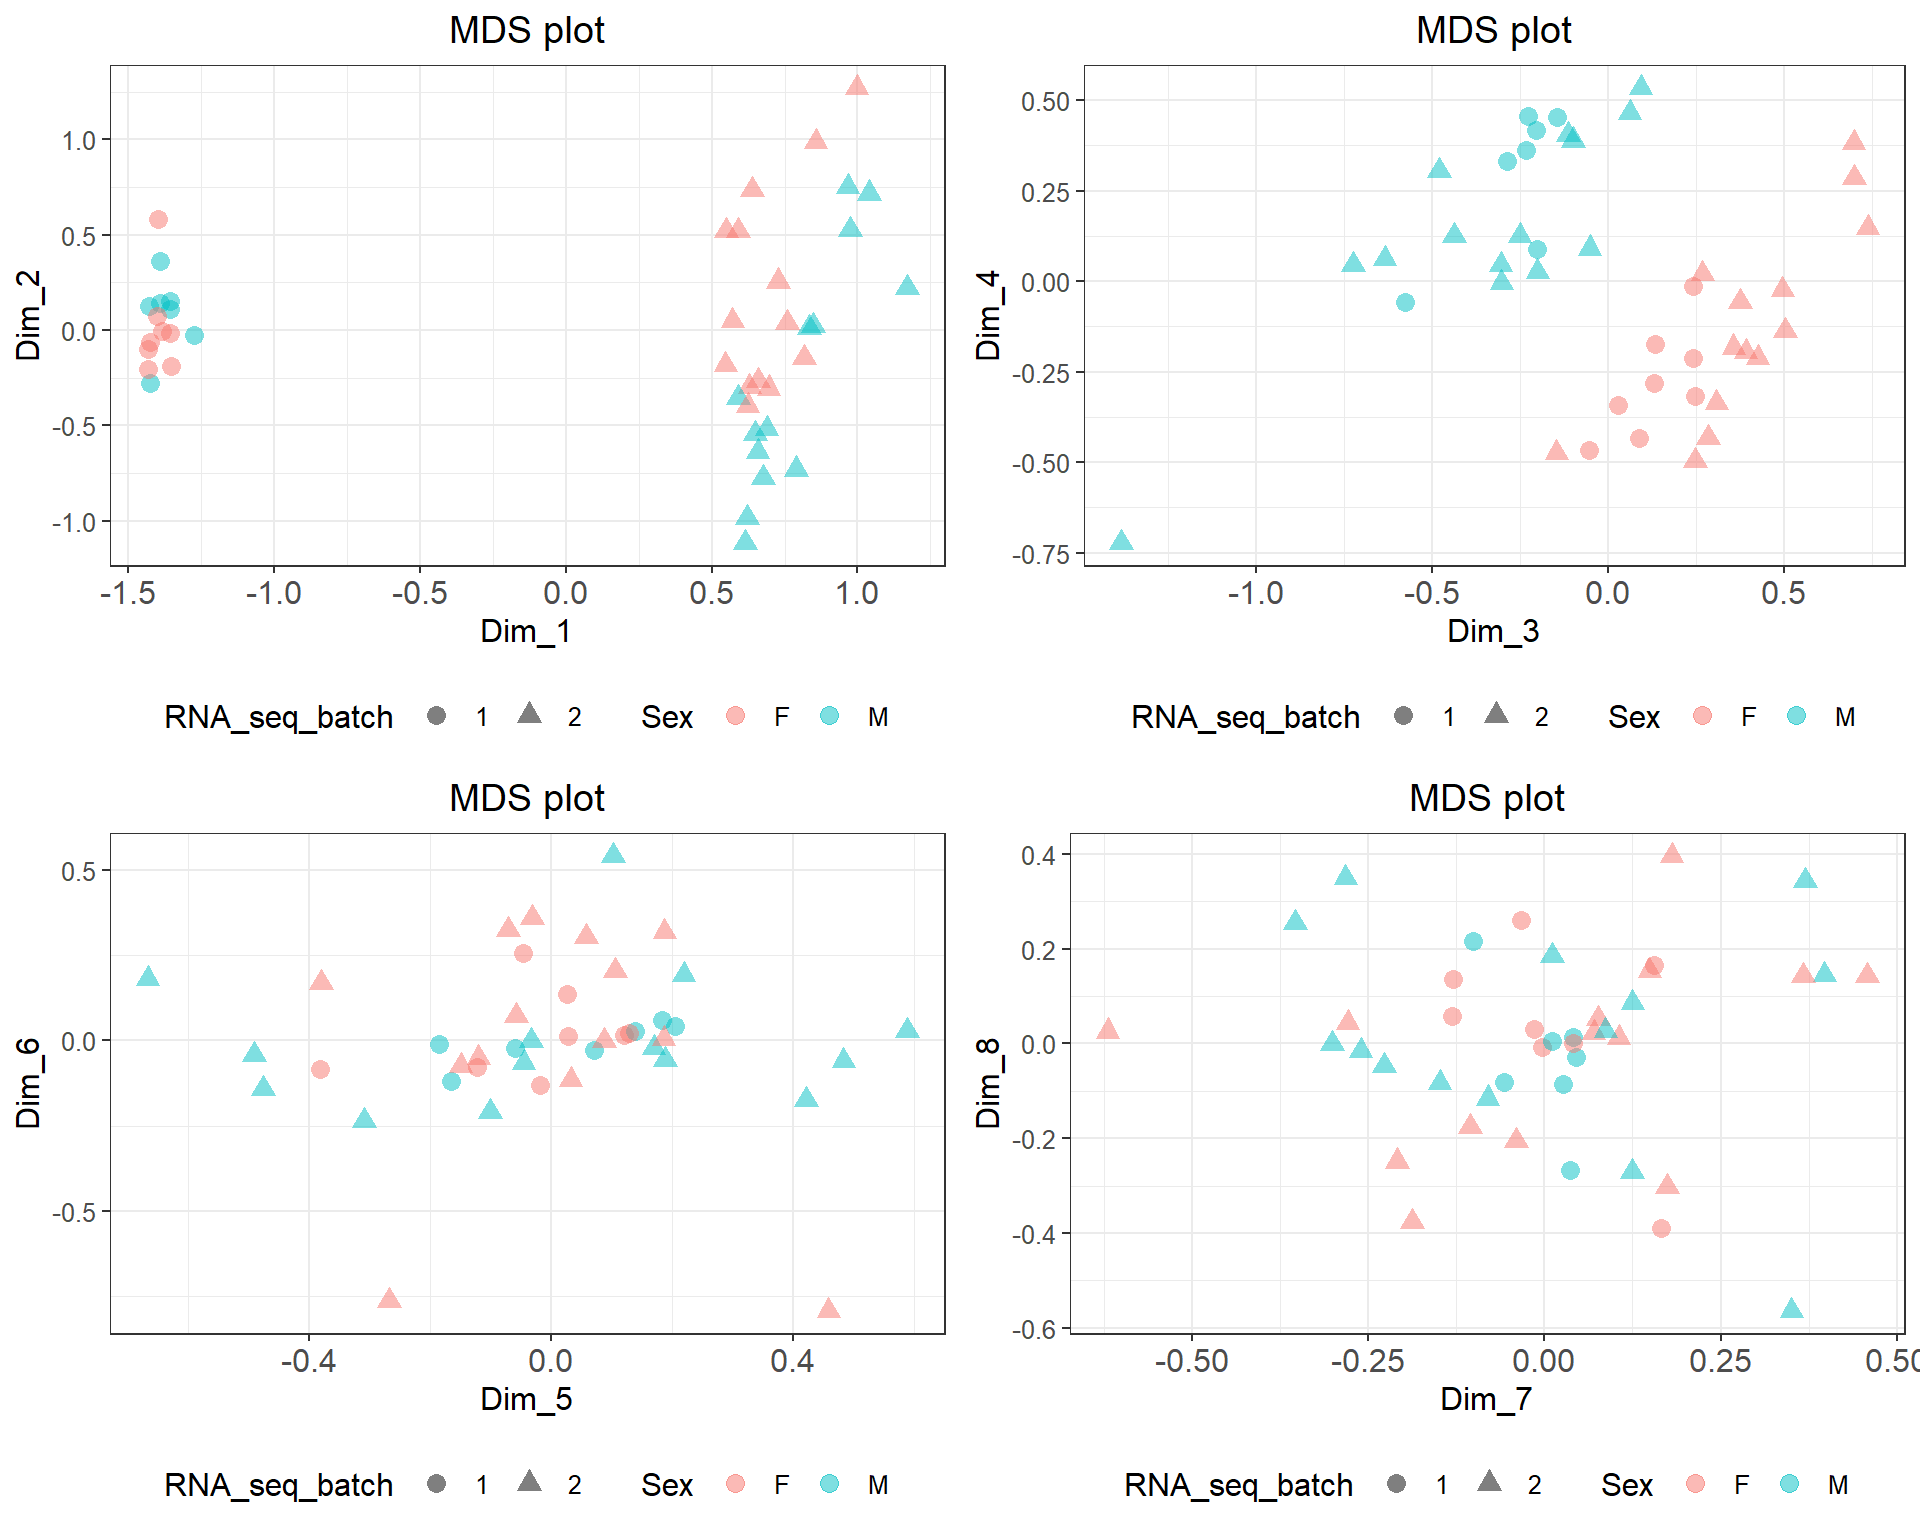 MDS plot
1.0
0.5
0.0
-0.5
-1.0
Dim_2
-1.5 -1.0 -0.5 0.0 0.5 1.0
Dim_1
RNA_seq_batch 1 2 Sex F M
MDS plot
0.50
0.25
0.00
-0.25
-0.50
-0.75
Dim_4
-1.0 -0.5 0.0 0.5
Dim_3
RNA_seq_batch 1 2 Sex F M
MDS plot
0.5
0.0
-0.5
Dim_6
-0.4 0.0 0.4
Dim_5
RNA_seq_batch 1 2 Sex F M
MDS plot
0.4
0.2
0.0
-0.2
-0.4
-0.6
Dim_8
-0.50 -0.25 0.00 0.25 0.50
Dim_7
RNA_seq_batch 1 2 Sex F M